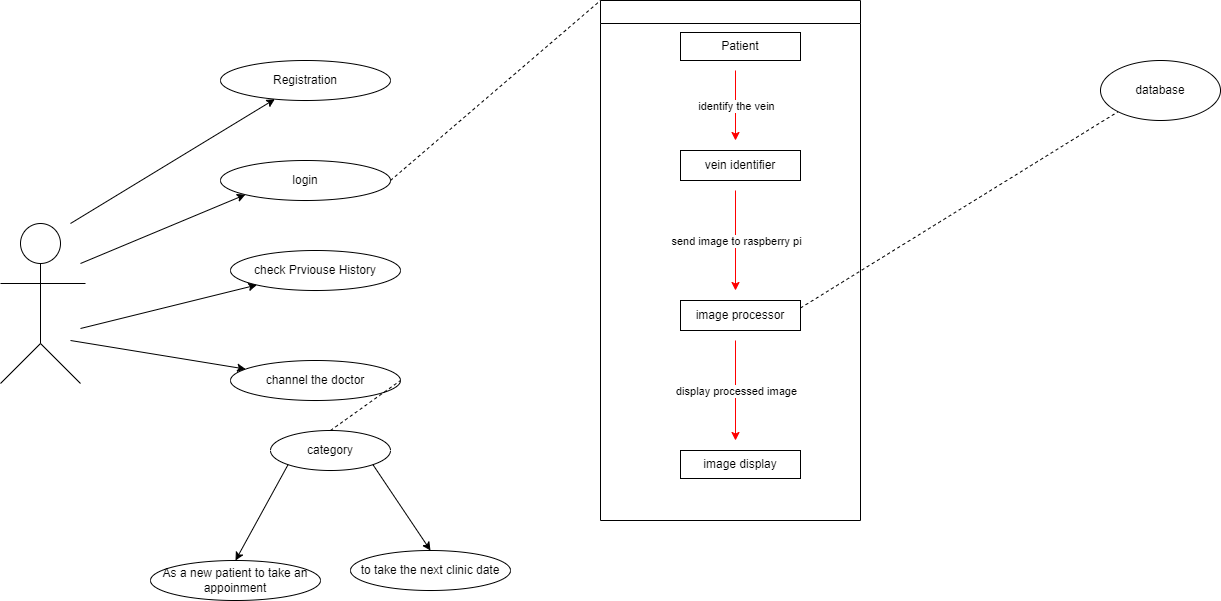 Registration
login
check Prviouse History
channel the doctor
category
As a new patient to take an
appoinment
to take the next clinic date
Patient
identify the vein
vein identifier
send image to raspberry pi
image processor
display processed image
image display
database